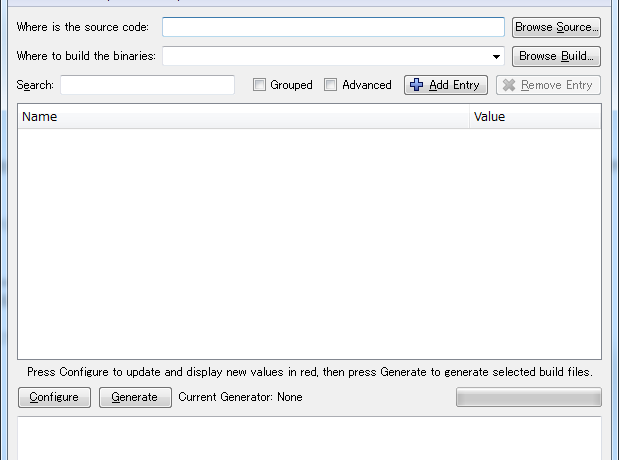 Where is the source code: Browse Source...
Where to build the binaries: Browse Build...
Search: Grouped Advanced Add Entry Remove Entry
Name Value
Press Configure to update and display new values in red, then press Generate to generate selected build files.
Configure Generate Current Generator: None